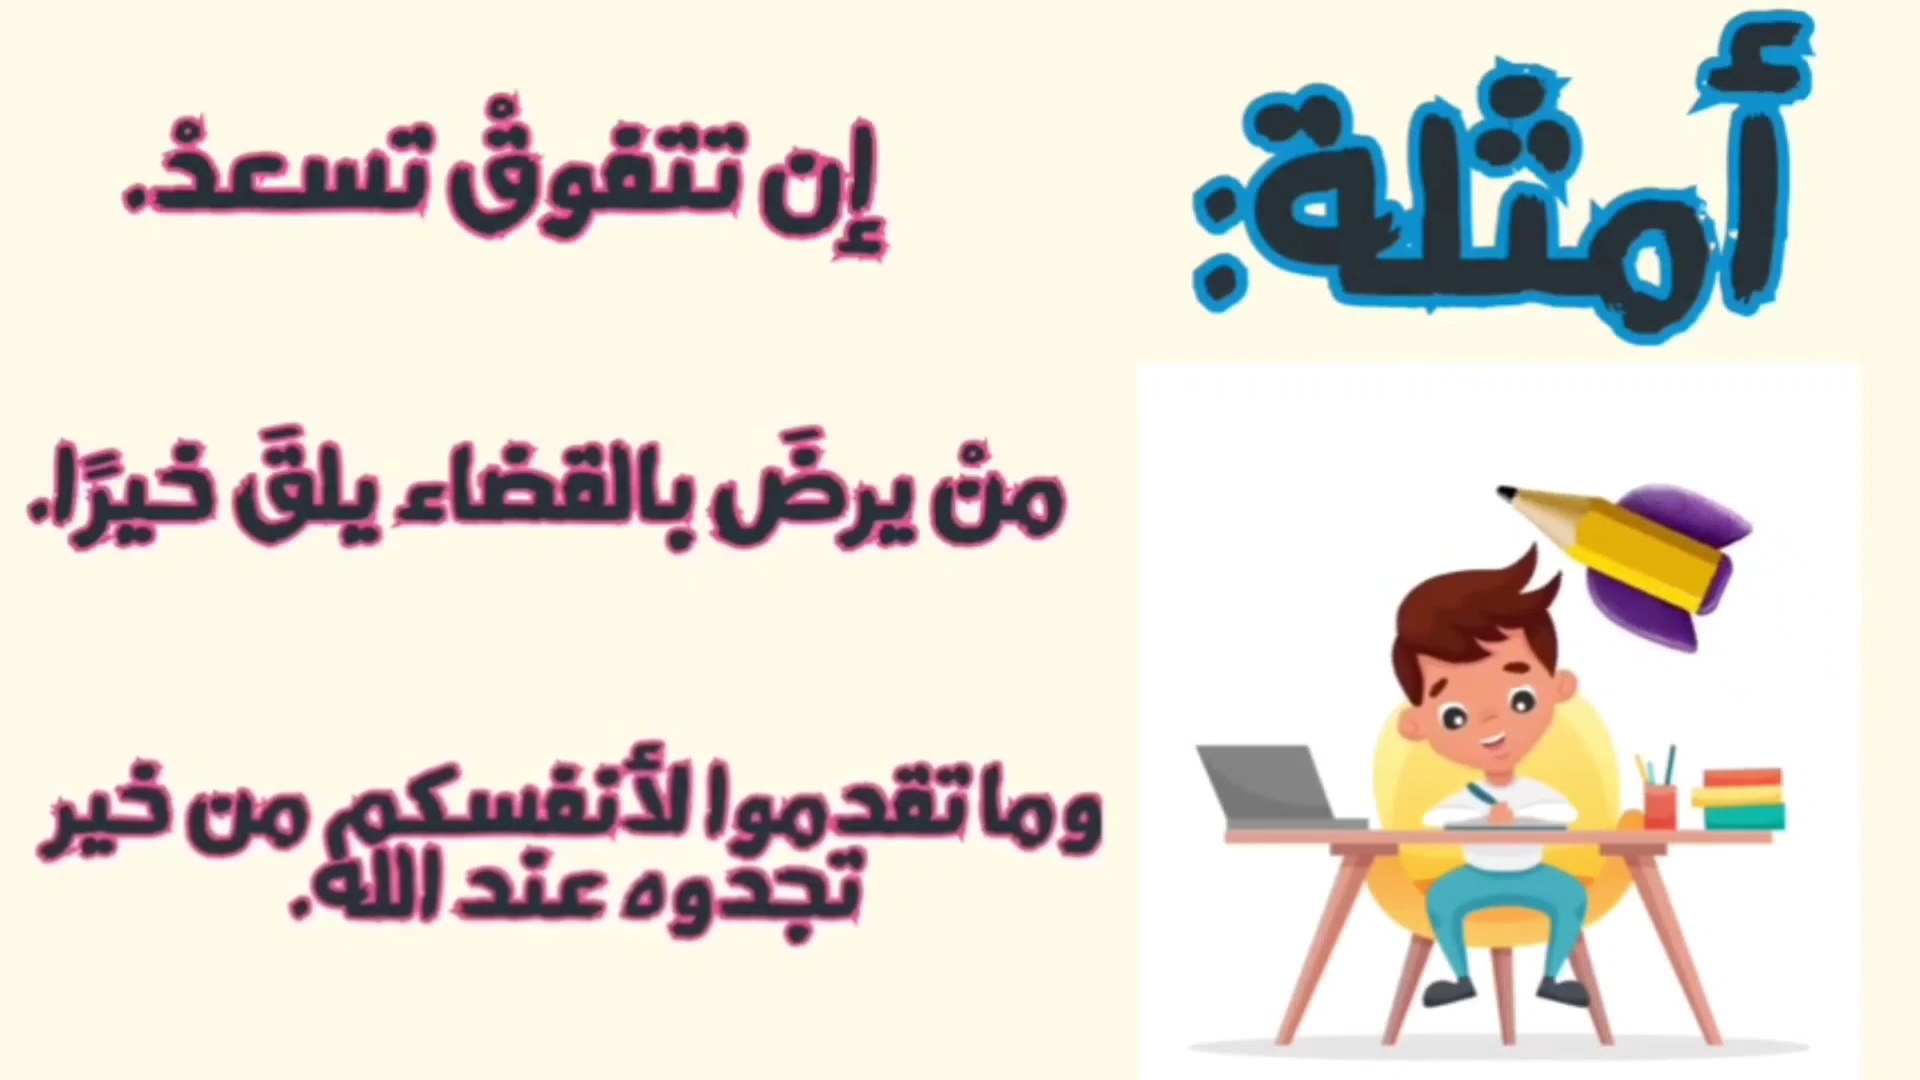 أمثلة:
إن تتفوقْ تسعدْ.
منْ يرضَ بالقضاء يلقَ خيرًا.
وما تقدموا لأنفسكم من خير
تجدوه عند الله.